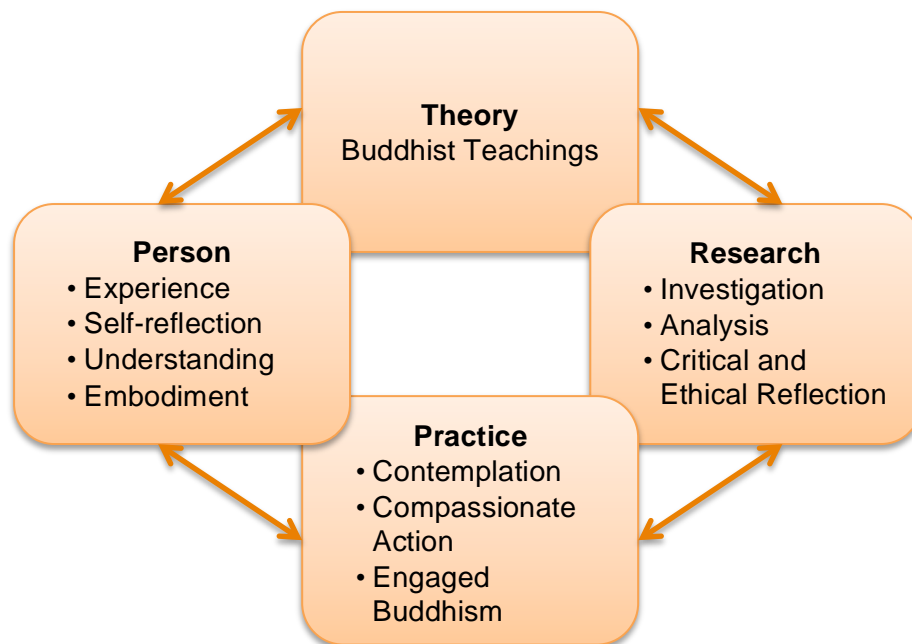 Theory
Buddhist Teachings
Person
• Experience
• Self-reflection
• Understanding
• Embodiment
Research
• Investigation
• Analysis
• Critical and
Ethical Reflection
Practice
• Contemplation
• Compassionate
Action
• Engaged
Buddhism